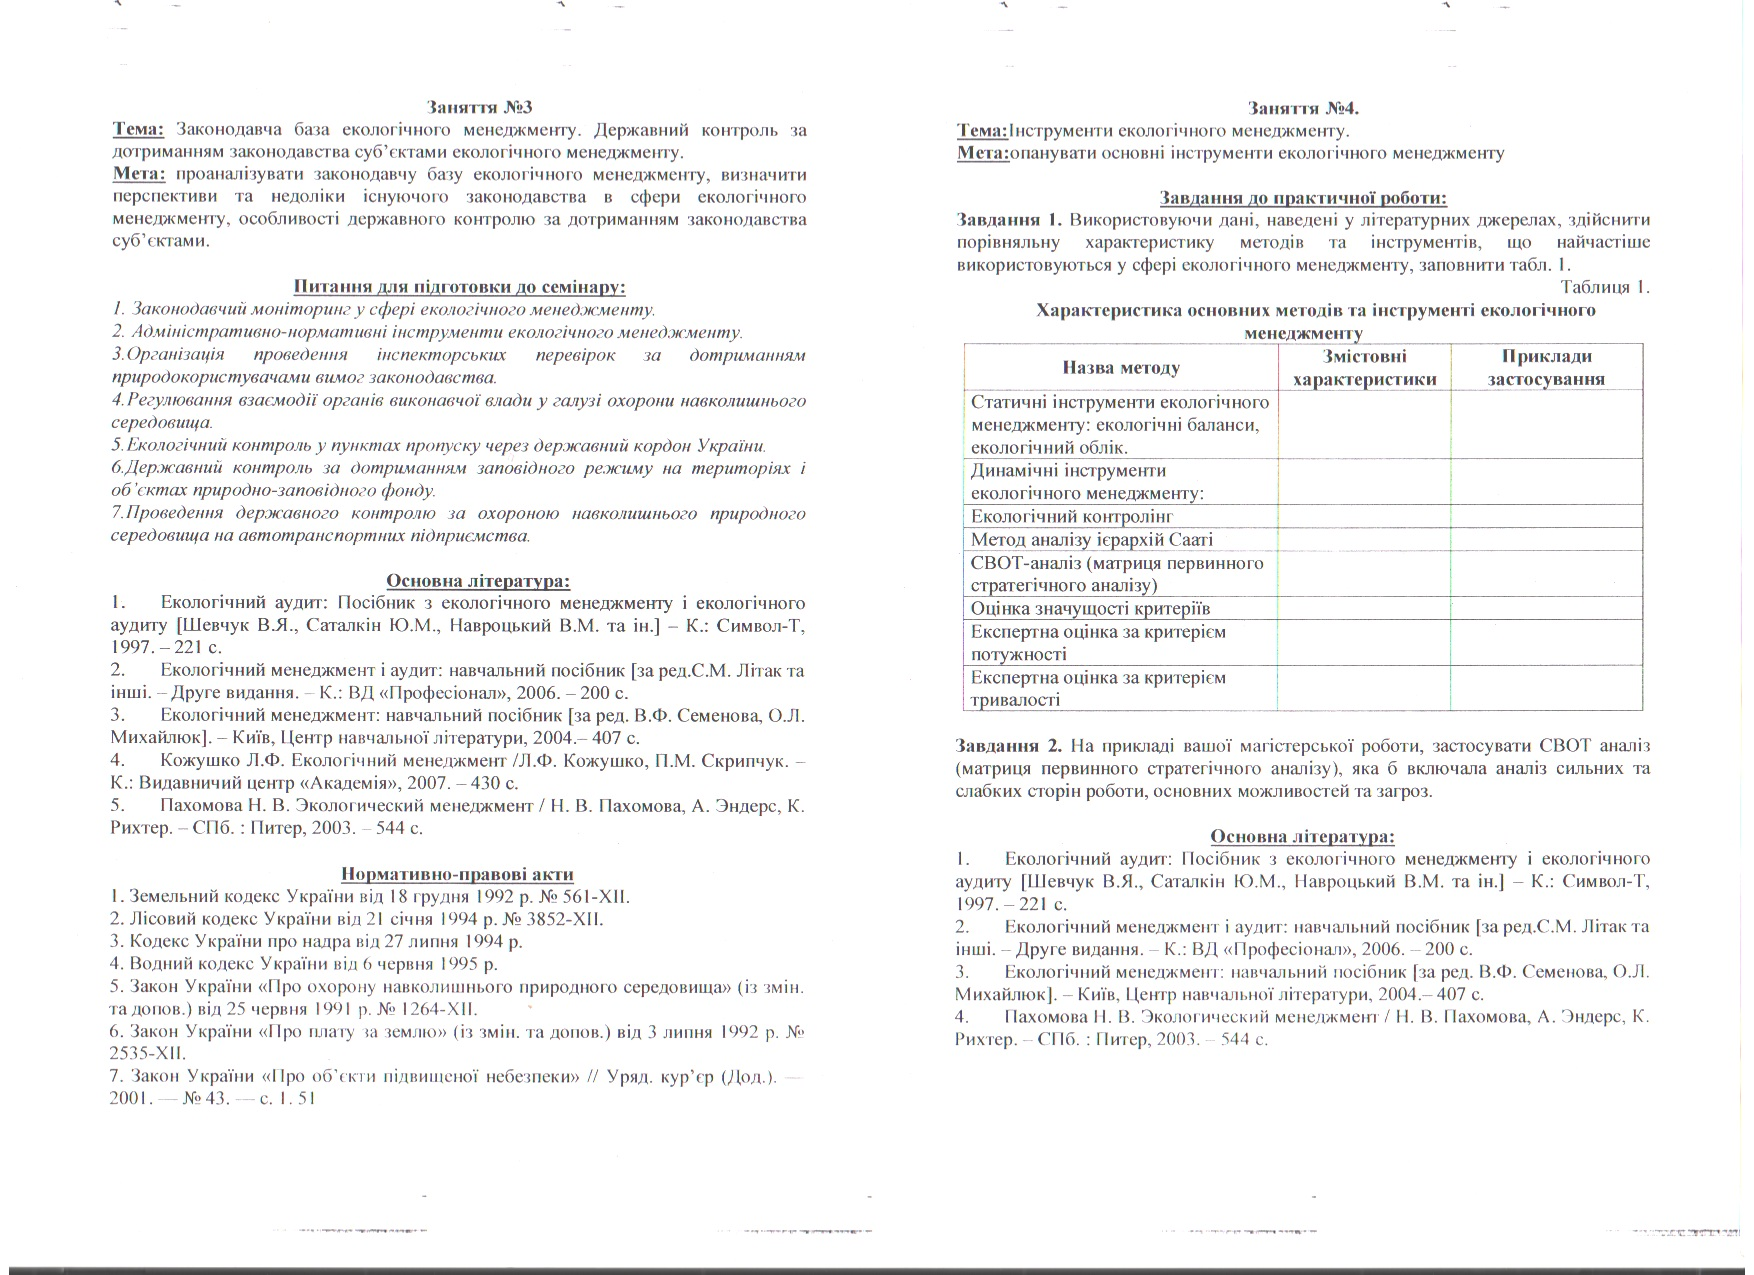 Заняття №3
Тема: Законодавча база екологічного менеджменту. Державний контроль за
дотриманням законодавства суб’єктами екологічного менеджменту.
Мета: проаналізувати законодавчу базу екологічного менеджменту, визначити
перспективи та недоліки існуючого законодавства в сфери екологічного
менеджменту, особливості державного контролю за дотриманням законодавства
суб’єктами.
Питання для підготовки до семінару:
1. Законодавчий моніторинг у сфері екологічного менеджменту.
2. Адміністративно-нормативні інструменти екологічного менеджменту.
3.Організація проведення інспекторських перевірок за дотриманням
природокористувачами вимог законодавства.
4.Регулювання взаємодії органів виконавчої влади у галузі охорони навколишнього
середовища.
5.Екологічний контроль у пунктах пропуску через державний кордон України.
6.Державний контроль за дотриманням заповідного режиму на територіях і
об’єктах природно-заповідного фонду.
7.Проведення державного контролю за охороною навколишнього природного
середовища на автотранспортних підприємства.
Основна література:
1. Екологічний аудит: Посібник з екологічного менеджменту і екологічного
аудиту [Шевчук В.Я., Саталкін Ю.М., Навроцький В.М. та ін.] – К.: Символ-Т,
1997. – 221 с.
2. Екологічний менеджмент і аудит: навчальний посібник [за ред.С.М. Літак та
інші. – Друге видання. – К.: ВД «Професіонал», 2006. – 200 с.
3. Екологічний менеджмент: навчальний посібник [за ред. В.Ф. Семенова, О.Л.
Михайлюк]. – Київ, Центр навчальної літератури, 2004.– 407 с.
4. Кожушко Л.Ф. Екологічний менеджмент /Л.Ф. Кожушко, П.М. Скрипчук. –
К.: Видавничий центр «Академія», 2007. – 430 с.
5. Пахомова Н. В. Экологический менеджмент / Н. В. Пахомова, А. Эндерс, К.
Рихтер. – СПб. : Питер, 2003. – 544 с.
Нормативно-правові акти
1. Земельний кодекс України від 18 грудня 1992 р. № 561-XII.
2. Лісовий кодекс України від 21 січня 1994 р. № 3852-XII.
3. Кодекс України про надра від 27 липня 1994 р.
4. Водний кодекс України від 6 червня 1995 р.
5. Закон України «Про охорону навколишнього природного середовища» (із змін.
та допов.) від 25 червня 1991 р. № 1264-XII.
6. Закон України «Про плату за землю» (із змін. та допов.) від 3 липня 1992 р. №
2535-XII.
7. Закон України «Про об’єкти підвищеної небезпеки» // Уряд. кур’єр (Дод.). —
2001. — № 43. — с. 1. 51
Заняття №4.
Тема:Інструменти екологічного менеджменту.
Мета:опанувати основні інструменти екологічного менеджменту
Завдання до практичної роботи:
Завдання 1. Використовуючи дані, наведені у літературних джерелах, здійснити
порівняльну характеристику методів та інструментів, що найчастіше
використовуються у сфері екологічного менеджменту, заповнити табл. 1.
Таблиця 1.
Характеристика основних методів та інструменті екологічного
менеджменту
Назва методу
Змістовні
характеристики
Приклади
застосування
Статичні інструменти екологічного
менеджменту: екологічні баланси,
екологічний облік.
Динамічні інструменти
екологічного менеджменту:
Екологічний контролінг
Метод аналізу ієрархій Сааті
СВОТ-аналіз (матриця первинного
стратегічного аналізу)
Оцінка значущості критеріїв
Експертна оцінка за критерієм
потужності
Експертна оцінка за критерієм
тривалості
Завдання 2. На прикладі вашої магістерської роботи, застосувати СВОТ аналіз
(матриця первинного стратегічного аналізу), яка б включала аналіз сильних та
слабких сторін роботи, основних можливостей та загроз.
Основна література:
1. Екологічний аудит: Посібник з екологічного менеджменту і екологічного
аудиту [Шевчук В.Я., Саталкін Ю.М., Навроцький В.М. та ін.] – К.: Символ-Т,
1997. – 221 с.
2. Екологічний менеджмент і аудит: навчальний посібник [за ред.С.М. Літак та
інші. – Друге видання. – К.: ВД «Професіонал», 2006. – 200 с.
3. Екологічний менеджмент: навчальний посібник [за ред. В.Ф. Семенова, О.Л.
Михайлюк]. – Київ, Центр навчальної літератури, 2004.– 407 с.
4. Пахомова Н. В. Экологический менеджмент / Н. В. Пахомова, А. Эндерс, К.
Рихтер. – СПб. : Питер, 2003. – 544 с.